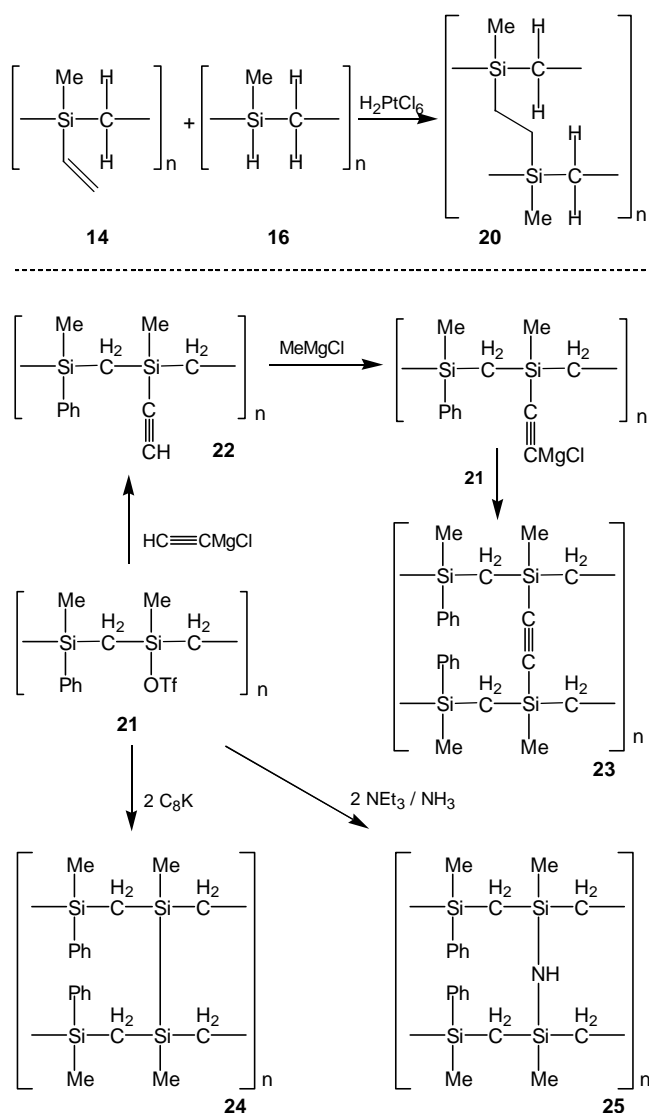 Me H Me H H₂PtCl₆ Me H
Si C + Si C Si C
H n H H n H
H
14 16 Si C
Me H n
20
Me H₂ Me H₂ MeMgCl Me H₂ Me H₂
Si C Si C Si C Si C
Ph C n Ph C n
CH 22 CMgCl
21
HC≡CMgCl
Me H₂ Me H₂
Si C Si C
Me H₂ Me H₂ Ph C
Si C Si C Ph H₂ C H₂
Ph OTf n Si C Si C
21 Me Me n
23
2 C₈K 2 NEt₃ / NH₃
Me H₂ Me H₂ Me H₂ Me H₂
Si C Si C Si C Si C
Ph Ph NH
Ph H₂ H₂ Ph H₂ H₂
Si C Si C Si C Si C
Me Me n Me Me n
24 25